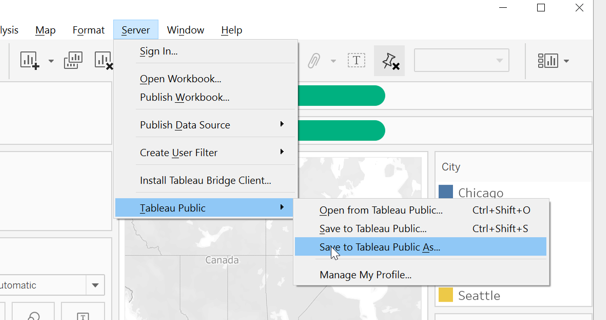 lysis Map Format Server Window Help
Sign In...
Open Workbook...
Publish Workbook...
Publish Data Source
Create User Filter
Install Tableau Bridge Client...
Tableau Public
Open from Tableau Public... Ctrl+Shift+O
Save to Tableau Public... Ctrl+Shift+S
Save to Tableau Public As...
Manage My Profile...
T
City
Chicago
Seattle
Canada
utomatic
T